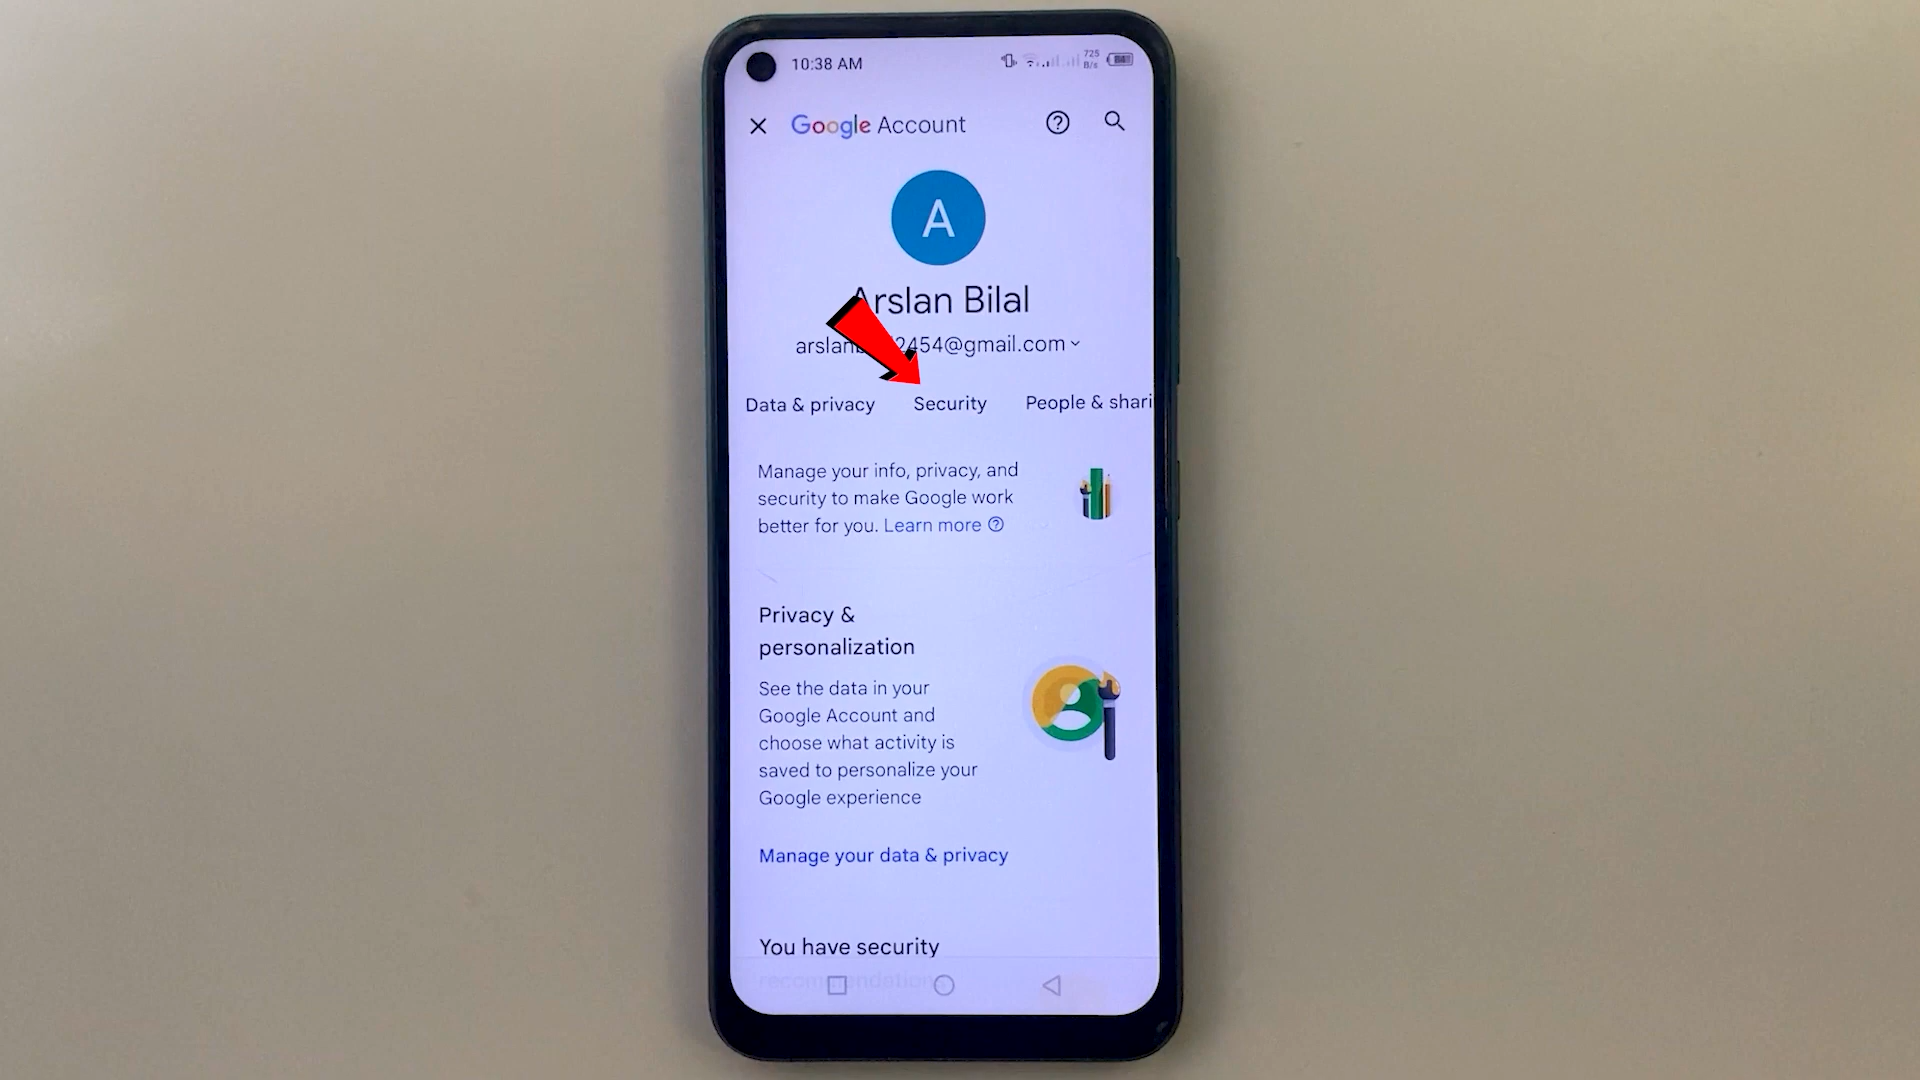 10:38 AM
725
B/s
84
Google Account
A
Arslan Bilal
2454@gmail.com
Data & privacy Security People & shari
Manage your info, privacy, and
security to make Google work
better for you. Learn more
Privacy &
personalization
See the data in your
Google Account and
choose what activity is
saved to personalize your
Google experience
Manage your data & privacy
You have security
recommendations